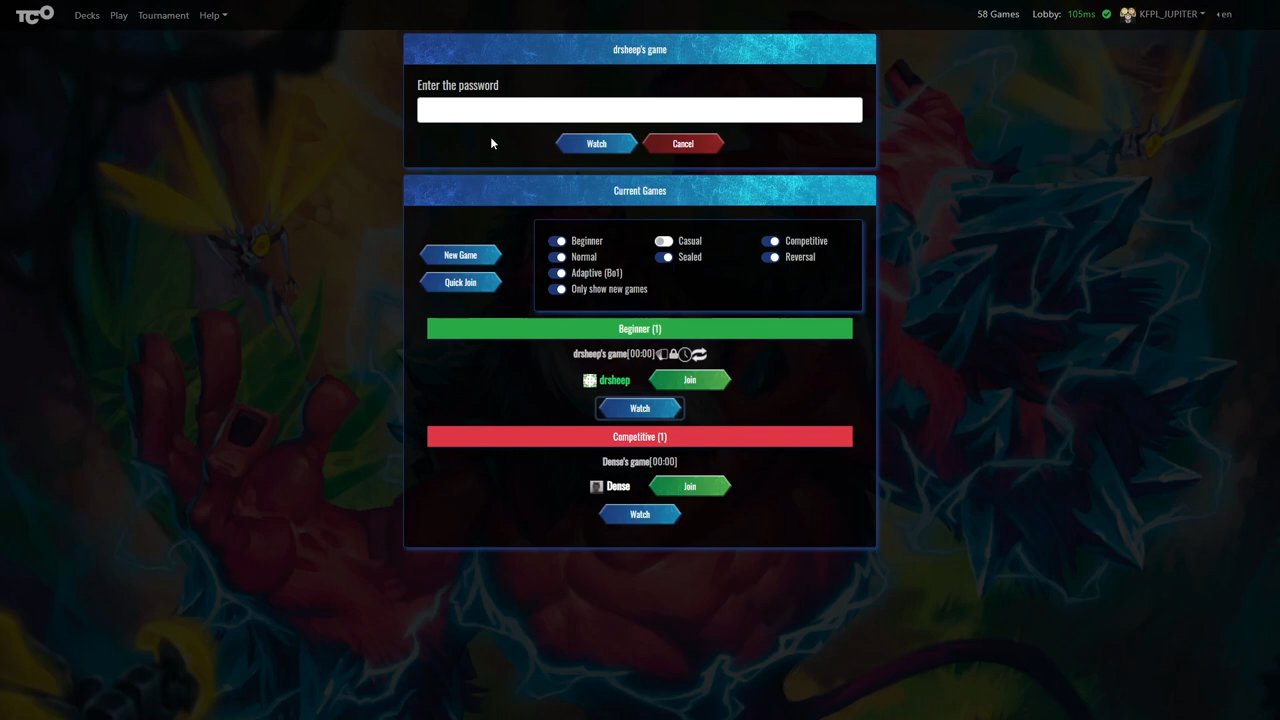 TCO Decks Play Tournament Help 58 Games Lobby: 105ms KFPL_JUPITER en
drsheep's game
Enter the password
Watch Cancel
Current Games
Beginner Casual Competitive
New Game Normal Sealed Reversal
Adaptive (Bo1)
Quick Join Only show new games
Beginner (1)
drsheep's game[00:00]
drsheep Join
Watch
Competitive (1)
Dense's game[00:00]
Dense Join
Watch